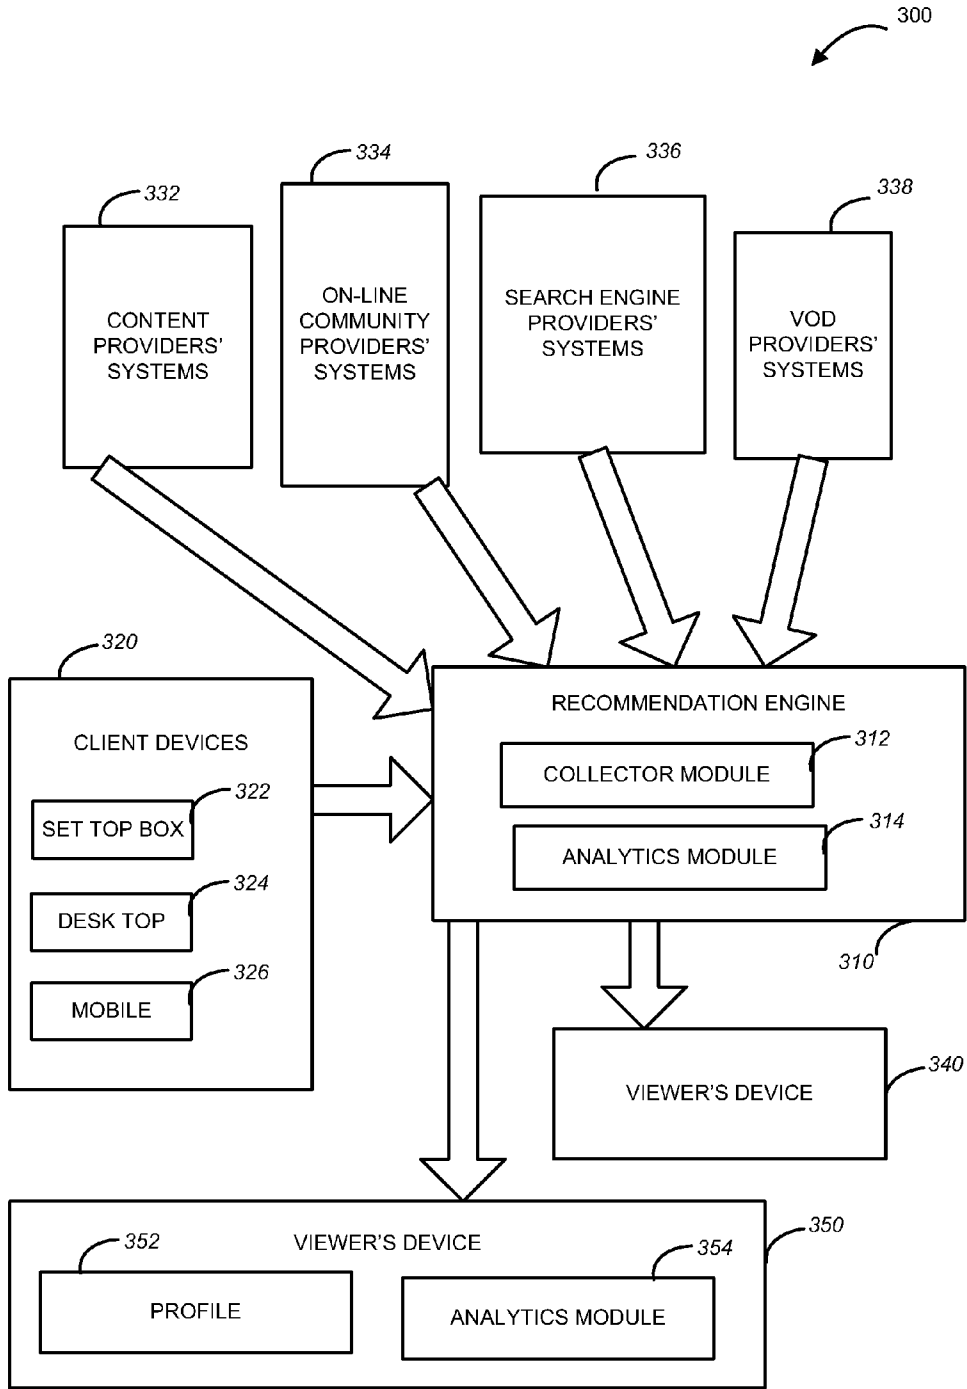 300
332
334
336
338
CONTENT
PROVIDERS'
SYSTEMS
ON-LINE
COMMUNITY
PROVIDERS'
SYSTEMS
SEARCH ENGINE
PROVIDERS'
SYSTEMS
VOD
PROVIDERS'
SYSTEMS
320
CLIENT DEVICES
322
SET TOP BOX
324
DESK TOP
326
MOBILE
RECOMMENDATION ENGINE
312
COLLECTOR MODULE
314
ANALYTICS MODULE
310
VIEWER'S DEVICE
340
350
VIEWER'S DEVICE
352
PROFILE
354
ANALYTICS MODULE